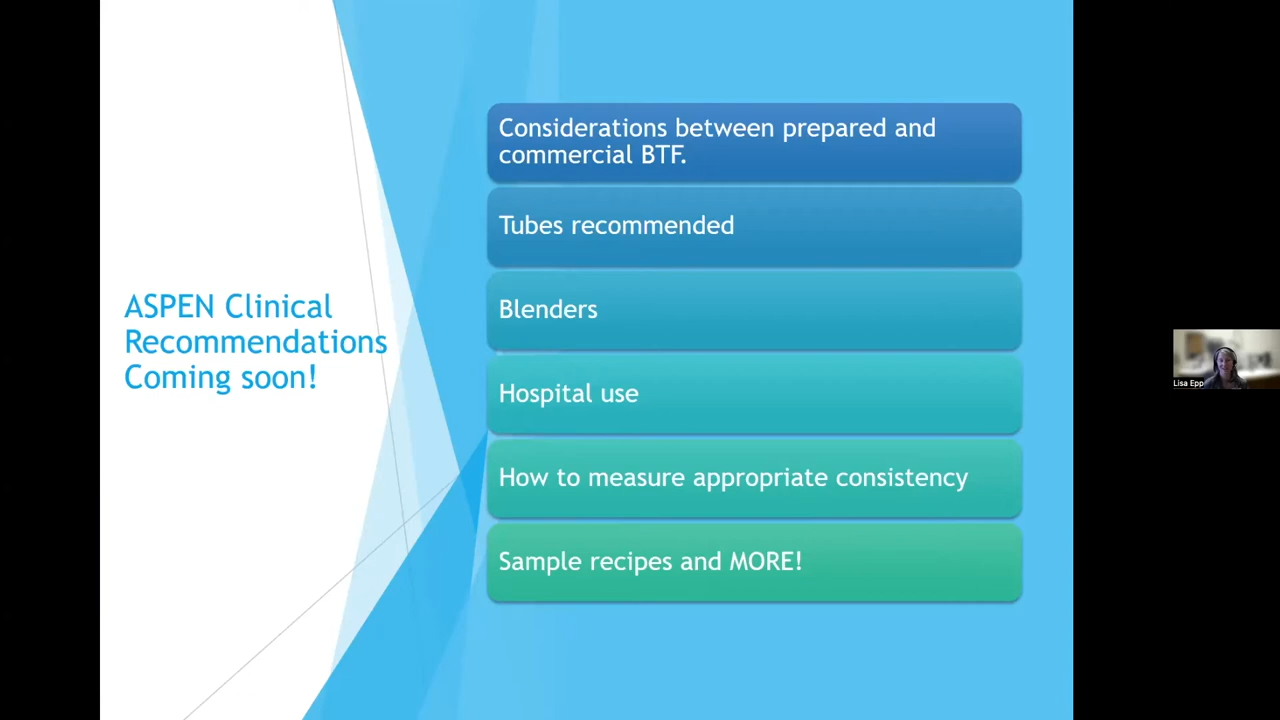 ASPEN Clinical
Recommendations
Coming soon!
Considerations between prepared and
commercial BTF.
Tubes recommended
Blenders
Hospital use
How to measure appropriate consistency
Sample recipes and MORE!
Lisa Epp